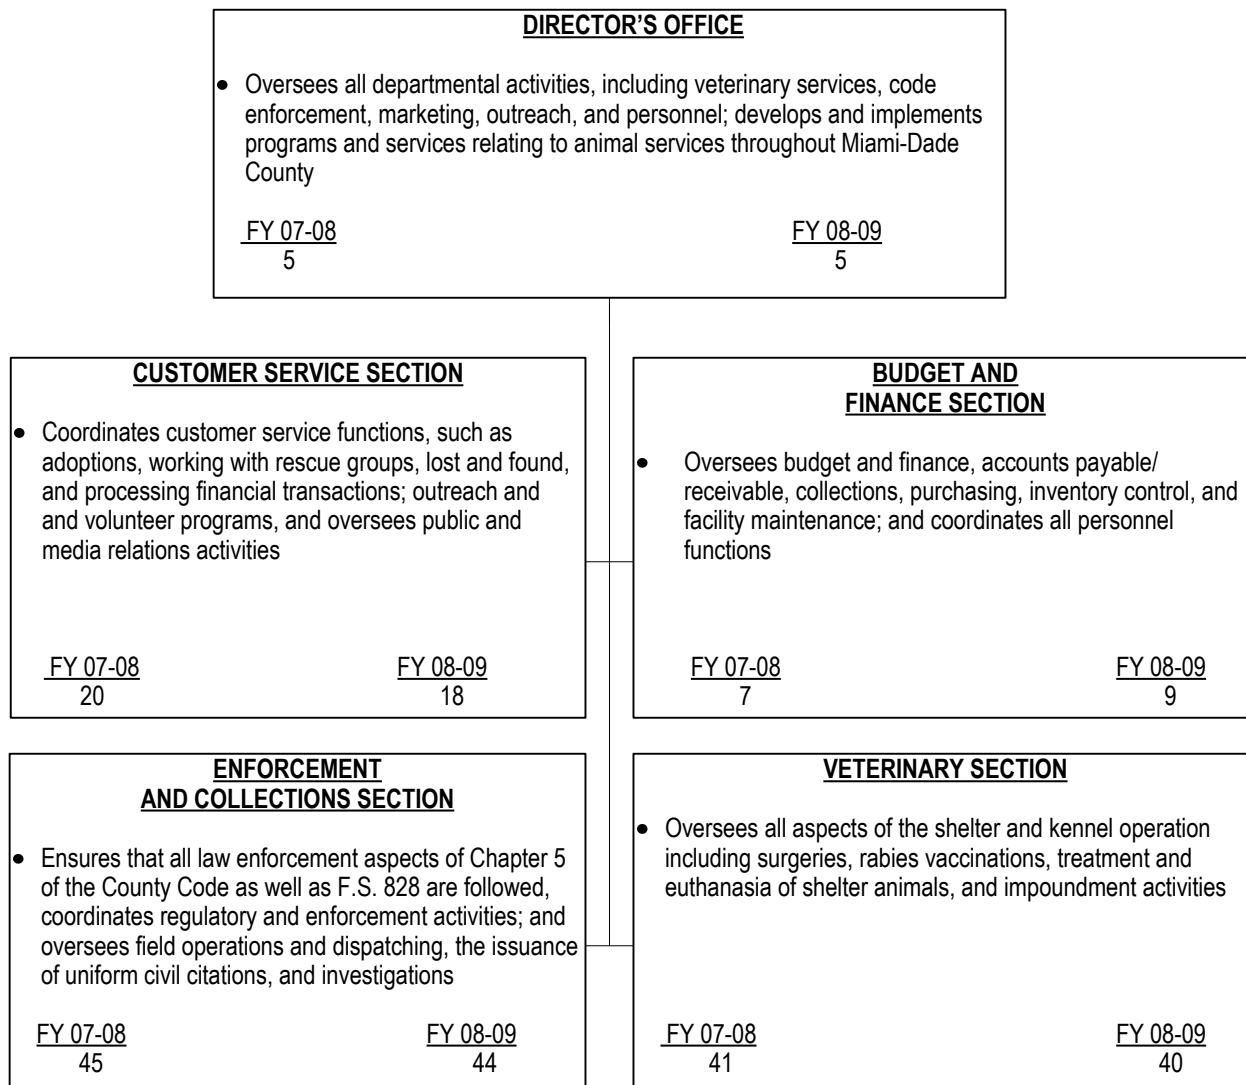 DIRECTOR'S OFFICE
● Oversees all departmental activities, including veterinary services, code
enforcement, marketing, outreach, and personnel; develops and implements
programs and services relating to animal services throughout Miami-Dade
County
FY 07-08 FY 08-09
5 5
CUSTOMER SERVICE SECTION
● Coordinates customer service functions, such as
adoptions, working with rescue groups, lost and found,
and processing financial transactions; outreach and
and volunteer programs, and oversees public and
media relations activities
FY 07-08 FY 08-09
20 18
BUDGET AND
FINANCE SECTION
● Oversees budget and finance, accounts payable/
receivable, collections, purchasing, inventory control, and
facility maintenance; and coordinates all personnel
functions
FY 07-08 FY 08-09
7 9
ENFORCEMENT
AND COLLECTIONS SECTION
● Ensures that all law enforcement aspects of Chapter 5
of the County Code as well as F.S. 828 are followed,
coordinates regulatory and enforcement activities; and
oversees field operations and dispatching, the issuance
of uniform civil citations, and investigations
FY 07-08 FY 08-09
45 44
VETERINARY SECTION
● Oversees all aspects of the shelter and kennel operation
including surgeries, rabies vaccinations, treatment and
euthanasia of shelter animals, and impoundment activities
FY 07-08 FY 08-09
41 40